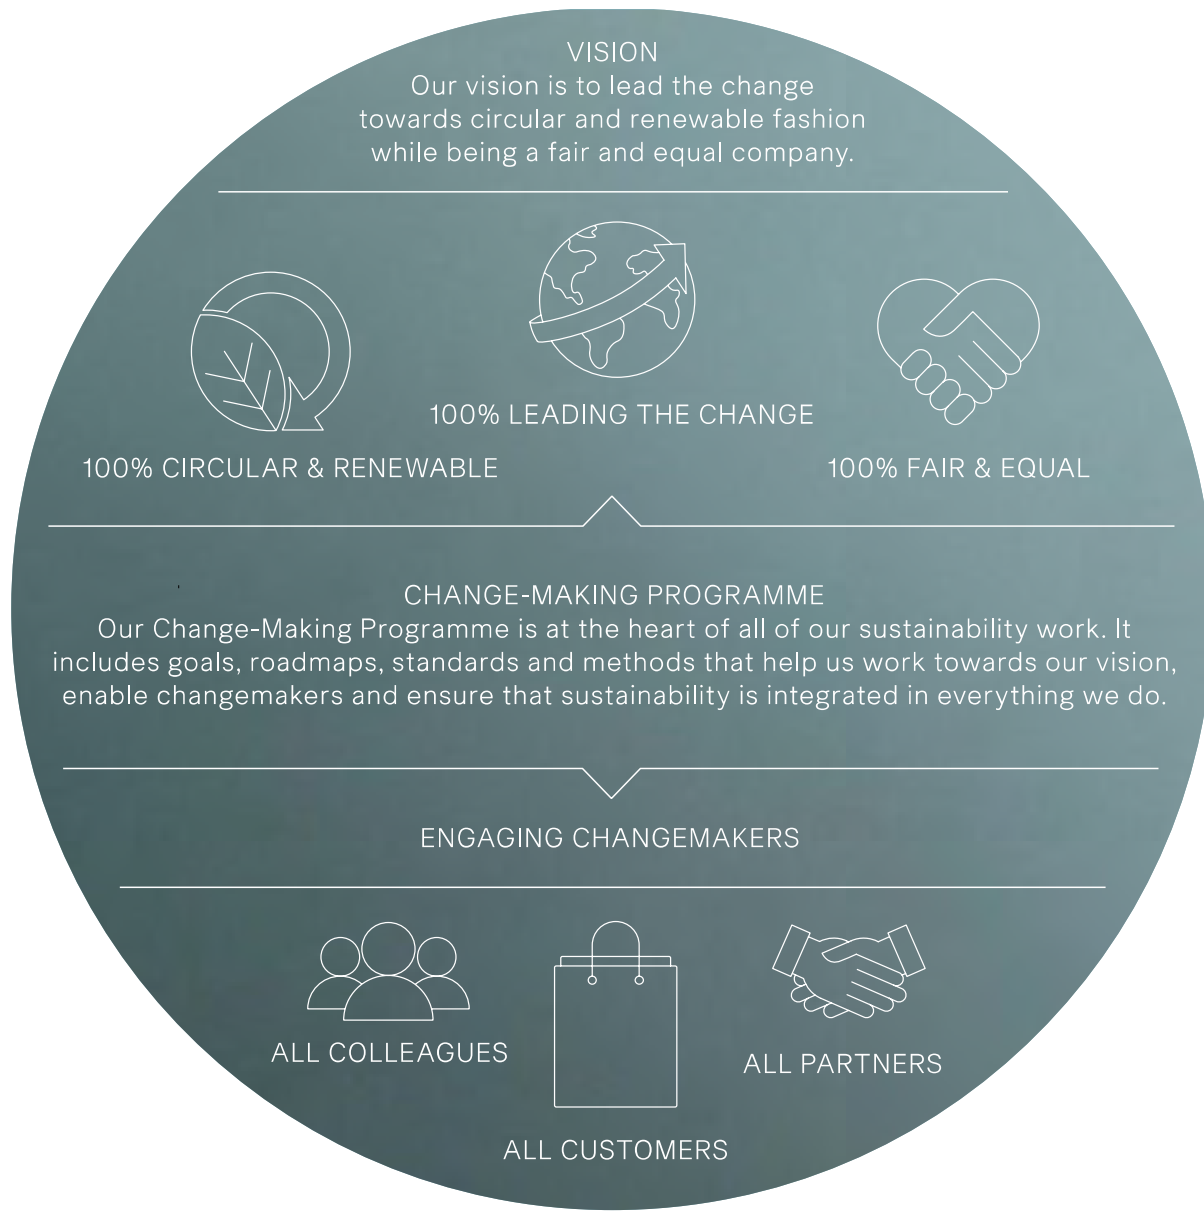 VISION
Our vision is to lead the change
towards circular and renewable fashion
while being a fair and equal company.
100% LEADING THE CHANGE
100% CIRCULAR & RENEWABLE
100% FAIR & EQUAL
CHANGE-MAKING PROGRAMME
Our Change-Making Programme is at the heart of all of our sustainability work. It
includes goals, roadmaps, standards and methods that help us work towards our vision,
enable changemakers and ensure that sustainability is integrated in everything we do.
ENGAGING CHANGEMAKERS
ALL COLLEAGUES
ALL PARTNERS
ALL CUSTOMERS